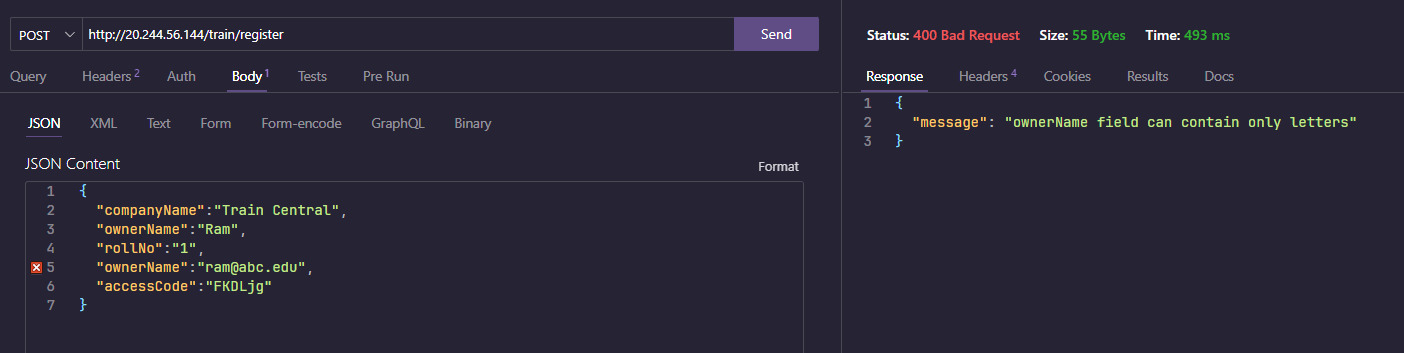 POST http://20.244.56.144/train/register Send
Query Headers 2 Auth Body 1 Tests Pre Run
JSON XML Text Form Form-encode GraphQL Binary
JSON Content Format
1 {
2 "companyName":"Train Central",
3 "ownerName":"Ram",
4 "rollNo":"1",
5 "ownerName":"ram@abc.edu",
6 "accessCode":"FKDLjg"
7 }
Status: 400 Bad Request Size: 55 Bytes Time: 493 ms
Response Headers 4 Cookies Results Docs
1 {
2 "message": "ownerName field can contain only letters"
3 }